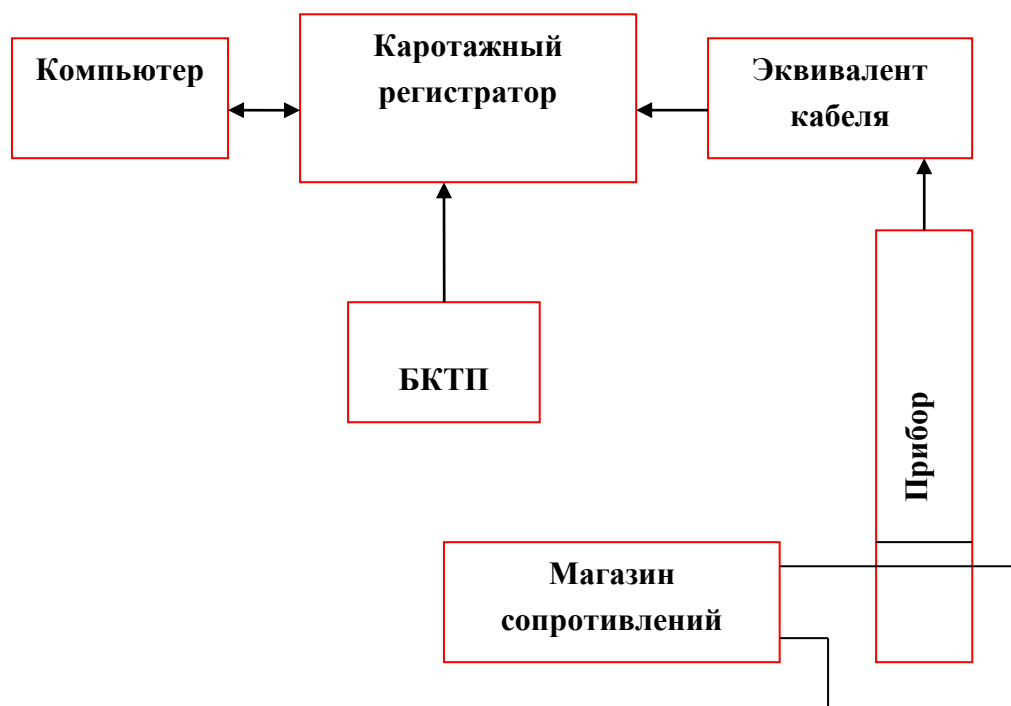 Компьютер
Каротажный
регистратор
Эквивалент
кабеля
БКТП
Прибор
Магазин
сопротивлений